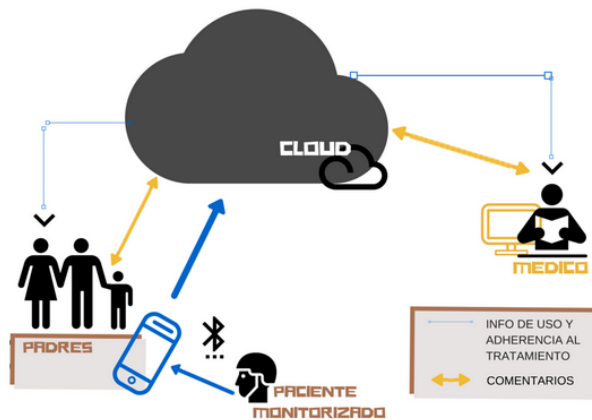 CLOUD
MEDICO
PADRES
PACIENTE
MONITORIZADO
INFO DE USO Y
ADHERENCIA AL
TRATAMIENTO
COMENTARIOS